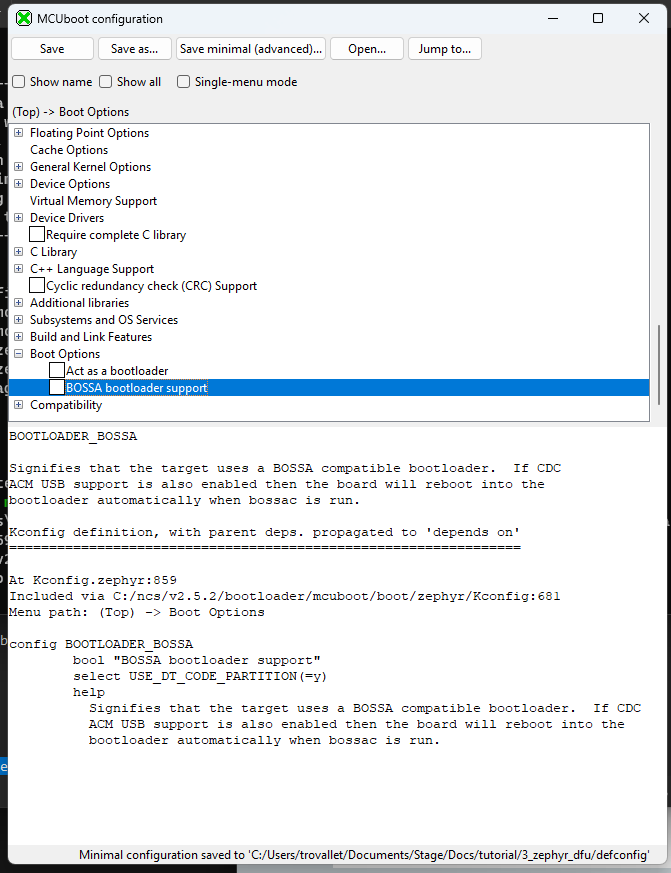 MCUboot configuration
Save Save as... Save minimal (advanced)... Open... Jump to...
Show name Show all Single-menu mode
(Top) -> Boot Options
Floating Point Options
Cache Options
General Kernel Options
Device Options
Virtual Memory Support
Device Drivers
Require complete C library
C Library
C++ Language Support
Cyclic redundancy check (CRC) Support
Additional libraries
Subsystems and OS Services
Build and Link Features
Boot Options
Act as a bootloader
BOSSA bootloader support
Compatibility
BOOTLOADER_BOSSA
Signifies that the target uses a BOSSA compatible bootloader.  If CDC
ACM USB support is also enabled then the board will reboot into the
bootloader automatically when bossac is run.
Kconfig definition, with parent deps. propagated to 'depends on'
================================================================
At Kconfig.zephyr:859
Included via C:/ncs/v2.5.2/bootloader/mcuboot/boot/zephyr/Kconfig:681
Menu path: (Top) -> Boot Options
config BOOTLOADER_BOSSA
bool "BOSSA bootloader support"
select USE_DT_CODE_PARTITION(=y)
help
Signifies that the target uses a BOSSA compatible bootloader.  If CDC
ACM USB support is also enabled then the board will reboot into the
bootloader automatically when bossac is run.
Minimal configuration saved to 'C:/Users/trovallet/Documents/Stage/Docs/tutorial/3_zephyr_dfu/defconfig'